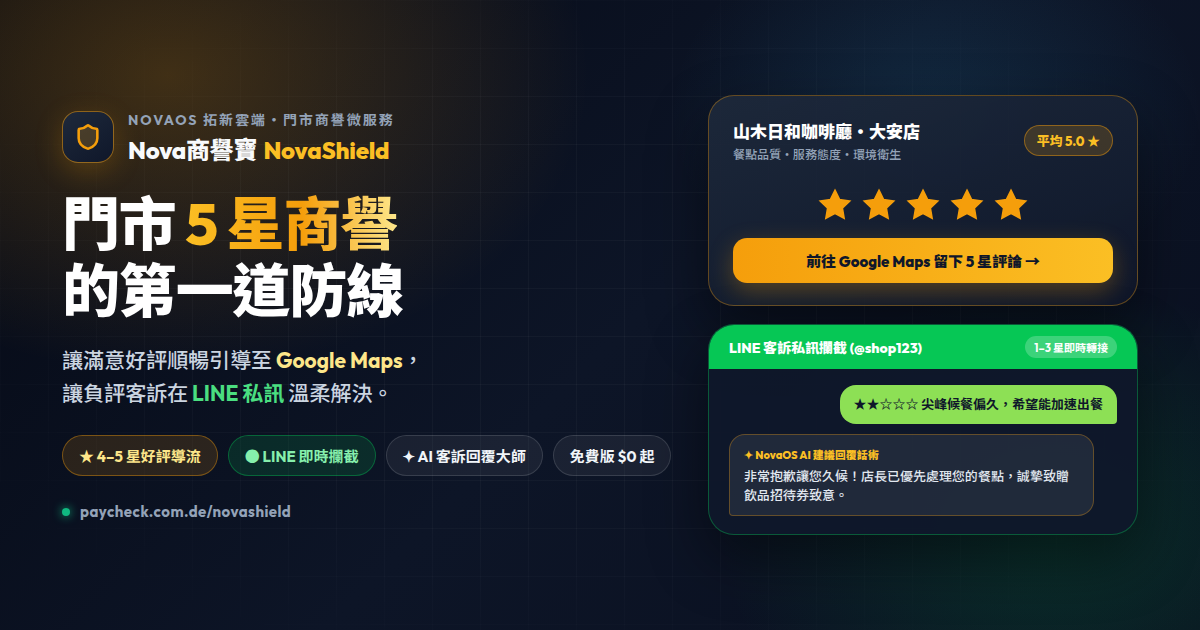 NOVAOS 拓新雲端・門市商譽微服務
Nova商譽寶 NovaShield
門市 5 星商譽
的第一道防線
讓滿意好評順暢引導至 Google Maps，
讓負評客訴在 LINE 私訊 溫柔解決。
★ 4–5 星好評導流
● LINE 即時攔截
✦ AI 客訴回覆大師
免費版 $0 起
paycheck.com.de/novashield
山木日和咖啡廳・大安店
餐點品質・服務態度・環境衛生
平均 5.0 ★
★★★★★
前往 Google Maps 留下 5 星評論 →
LINE 客訴私訊攔截 (@shop123)
1–3 星即時轉接
★★☆☆☆ 尖峰候餐偏久，希望能加速出餐
✦ NovaOS AI 建議回覆話術
非常抱歉讓您久候！店長已優先處理您的餐點，誠摯致贈
飲品招待券致意。